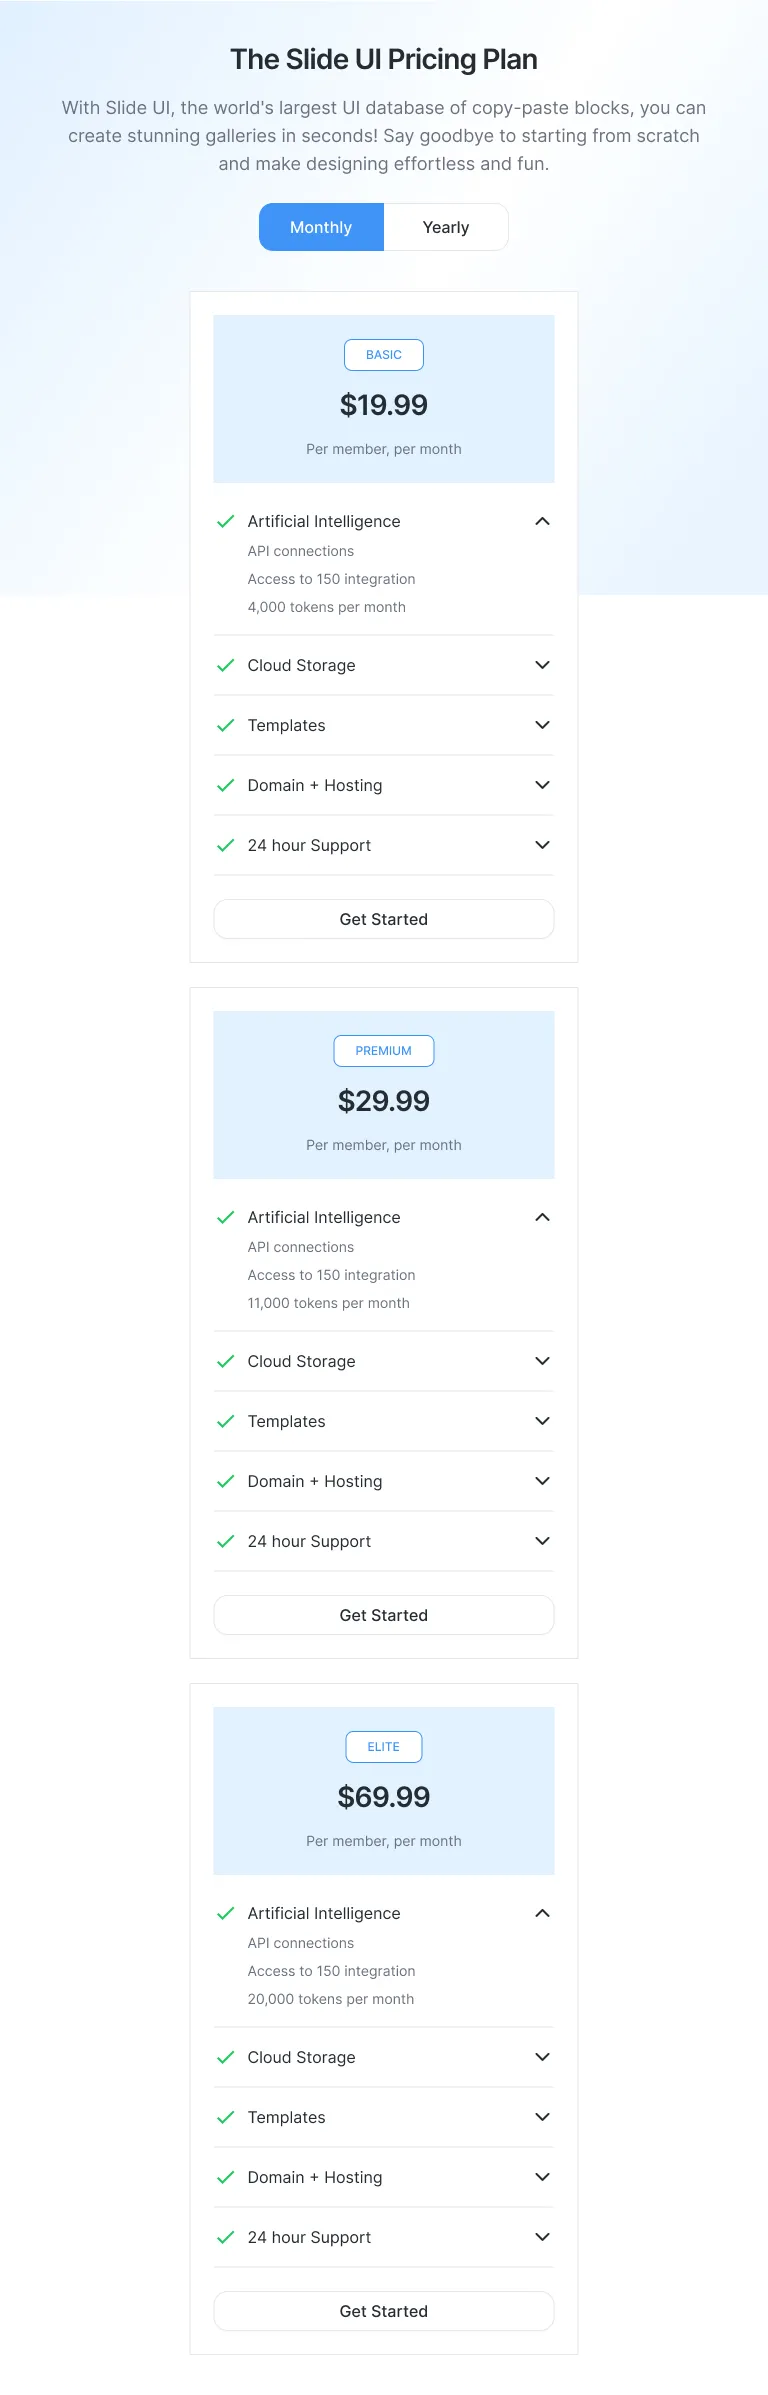 The Slide UI Pricing Plan
With Slide UI, the world's largest UI database of copy-paste blocks, you can
create stunning galleries in seconds! Say goodbye to starting from scratch
and make designing effortless and fun.
Monthly
Yearly
BASIC
$19.99
Per member, per month
Artificial Intelligence
API connections
Access to 150 integration
4,000 tokens per month
Cloud Storage
Templates
Domain + Hosting
24 hour Support
Get Started
PREMIUM
$29.99
Per member, per month
Artificial Intelligence
API connections
Access to 150 integration
11,000 tokens per month
Cloud Storage
Templates
Domain + Hosting
24 hour Support
Get Started
ELITE
$69.99
Per member, per month
Artificial Intelligence
API connections
Access to 150 integration
20,000 tokens per month
Cloud Storage
Templates
Domain + Hosting
24 hour Support
Get Started